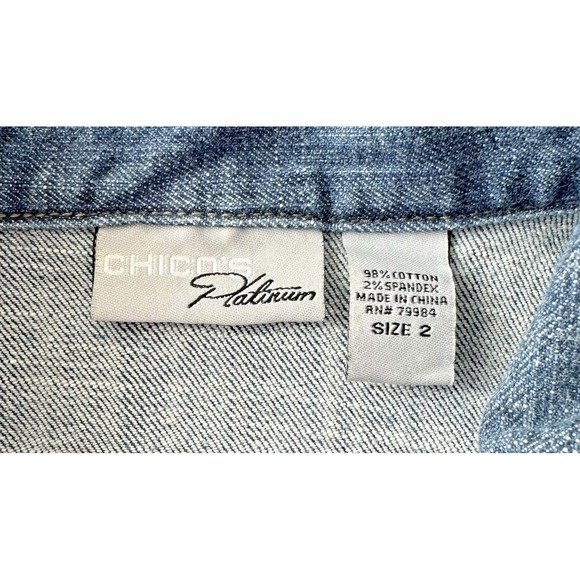 CHICO'S
Platinum
98% COTTON
2% SPANDEX
MADE IN CHINA
RN# 79984
SIZE 2